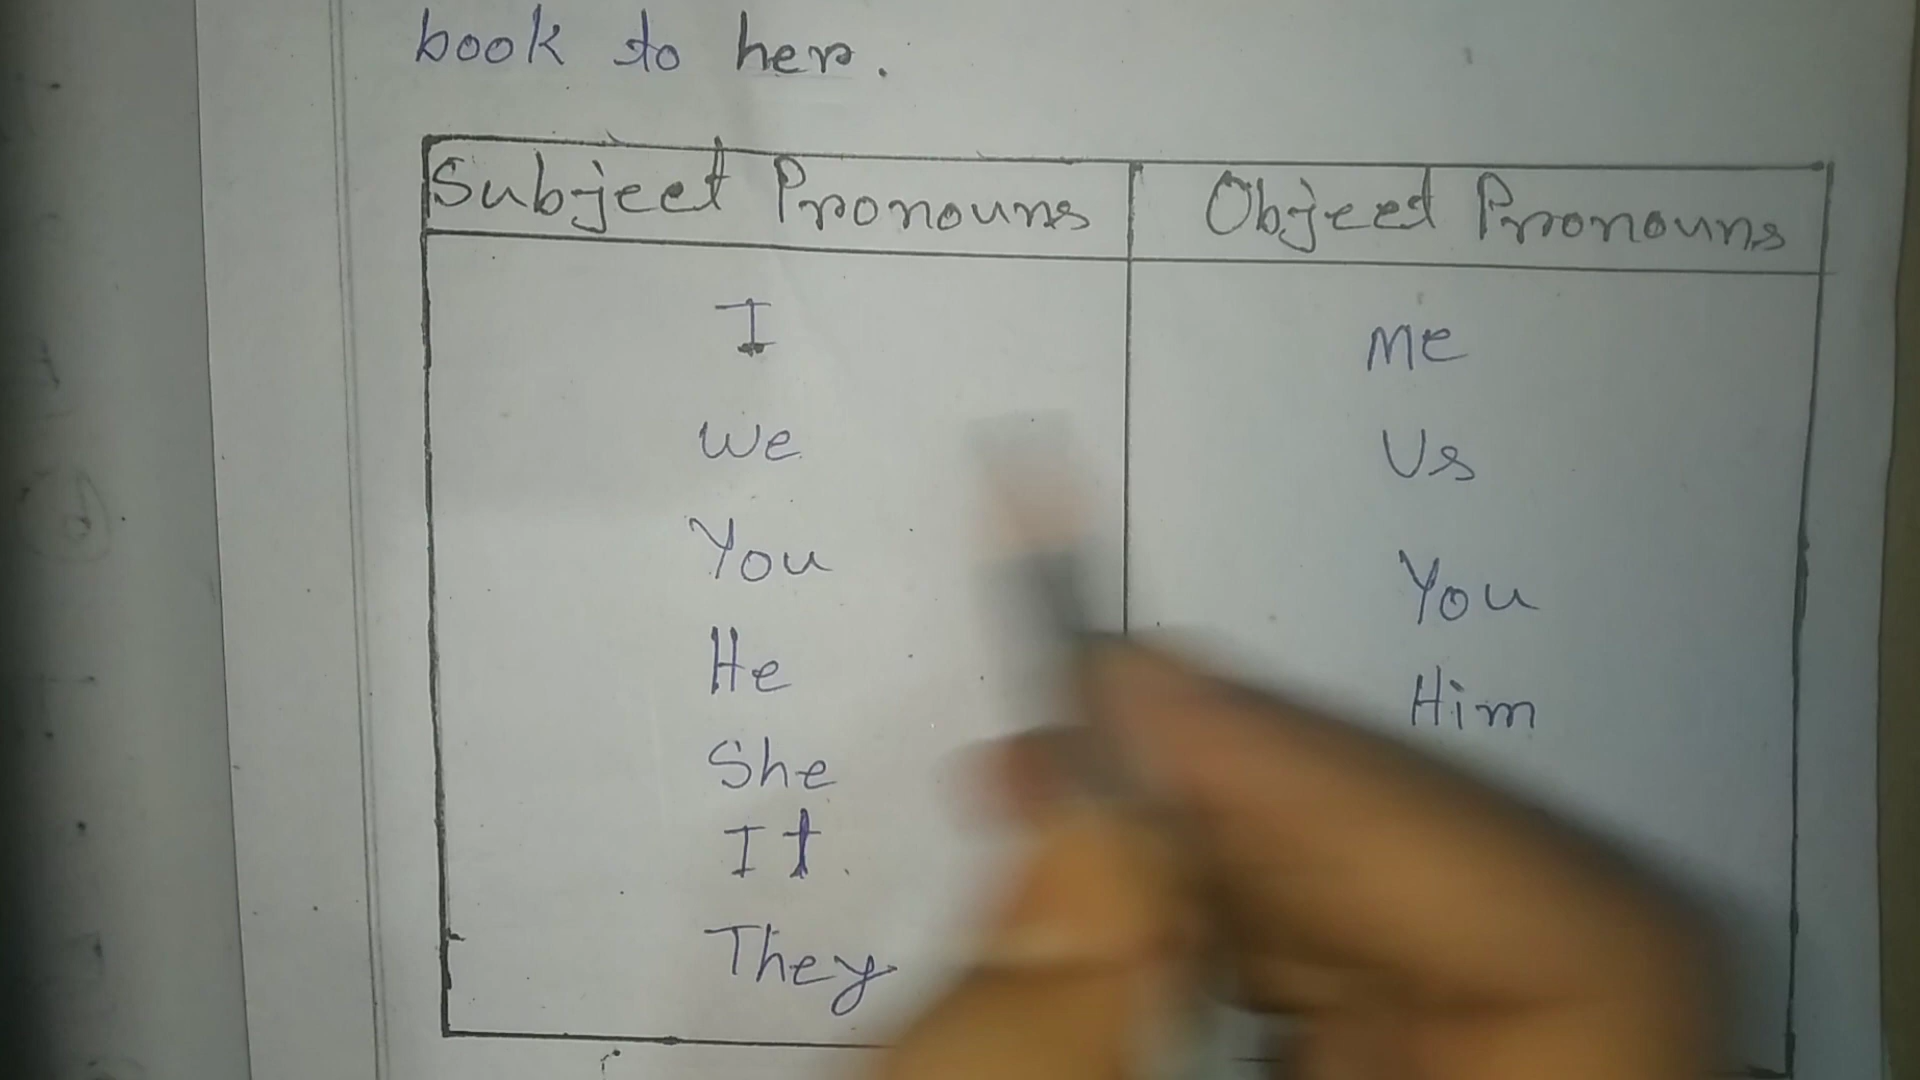 book to her.
Subject Pronouns Object Pronouns
I Me
We Us
You You
He Him
She
It
They